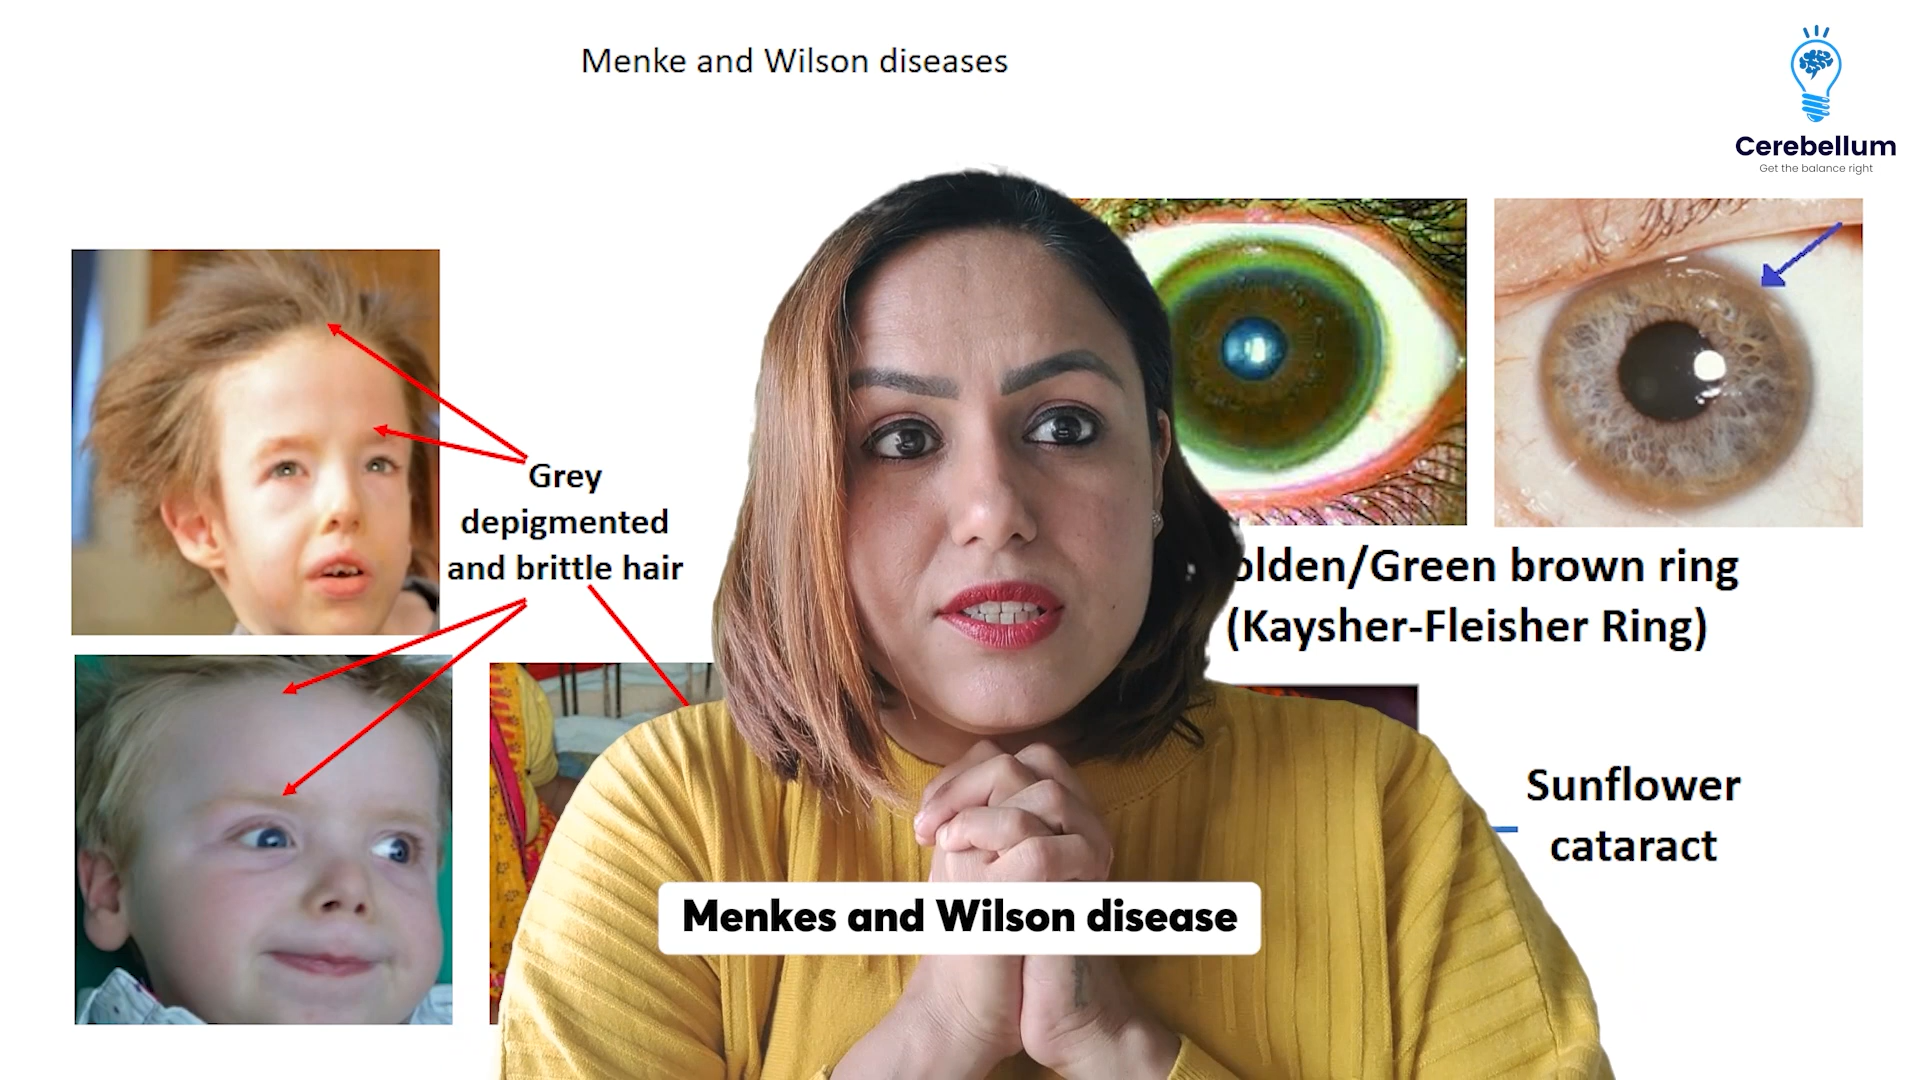 Menke and Wilson diseases
Cerebellum
Get the balance right
Grey
depigmented
and brittle hair
olden/Green brown ring
(Kaysher-Fleisher Ring)
Sunflower
cataract
Menkes and Wilson disease